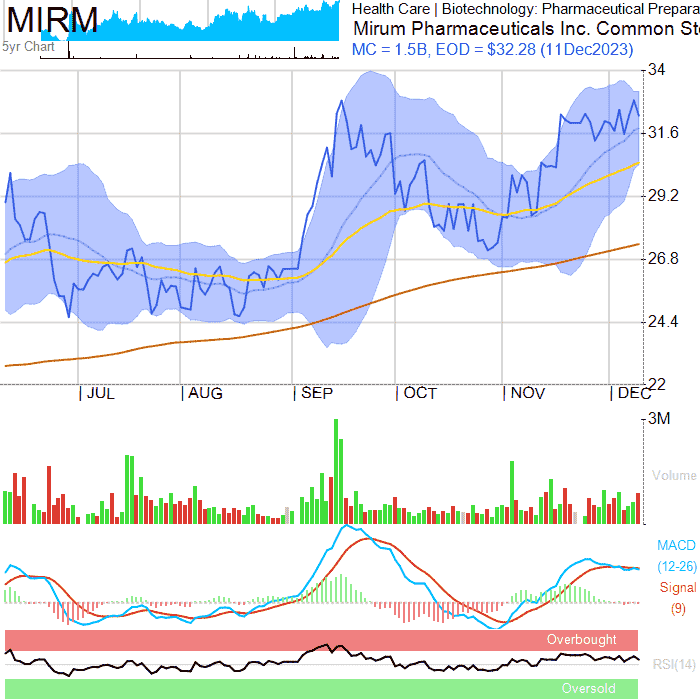 MIRM
5yr Chart
Health Care | Biotechnology: Pharmaceutical Prepara
Mirum Pharmaceuticals Inc. Common Sto
MC = 1.5B, EOD = $32.28 (11Dec2023)
34
31.6
29.2
26.8
24.4
22
JUL AUG SEP OCT NOV DEC
3M
Volume
MACD
(12-26)
Signal
(9)
Overbought
RSI(14)
Oversold